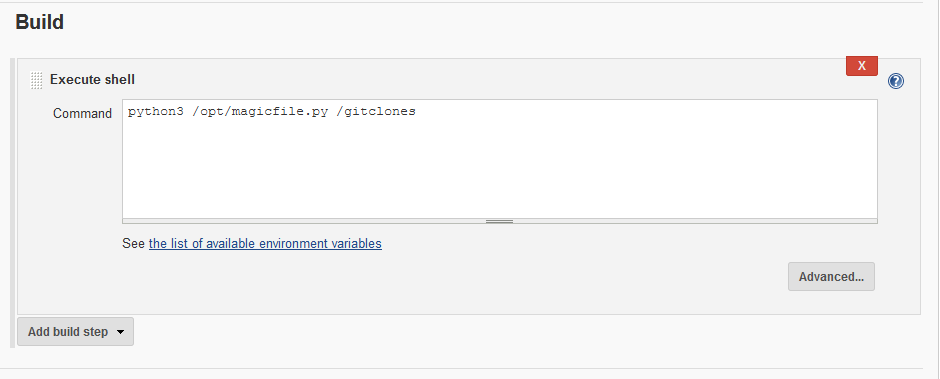 Build
X
Execute shell
?
Command
python3 /opt/magicfile.py /gitclones
See the list of available environment variables
Advanced...
Add build step